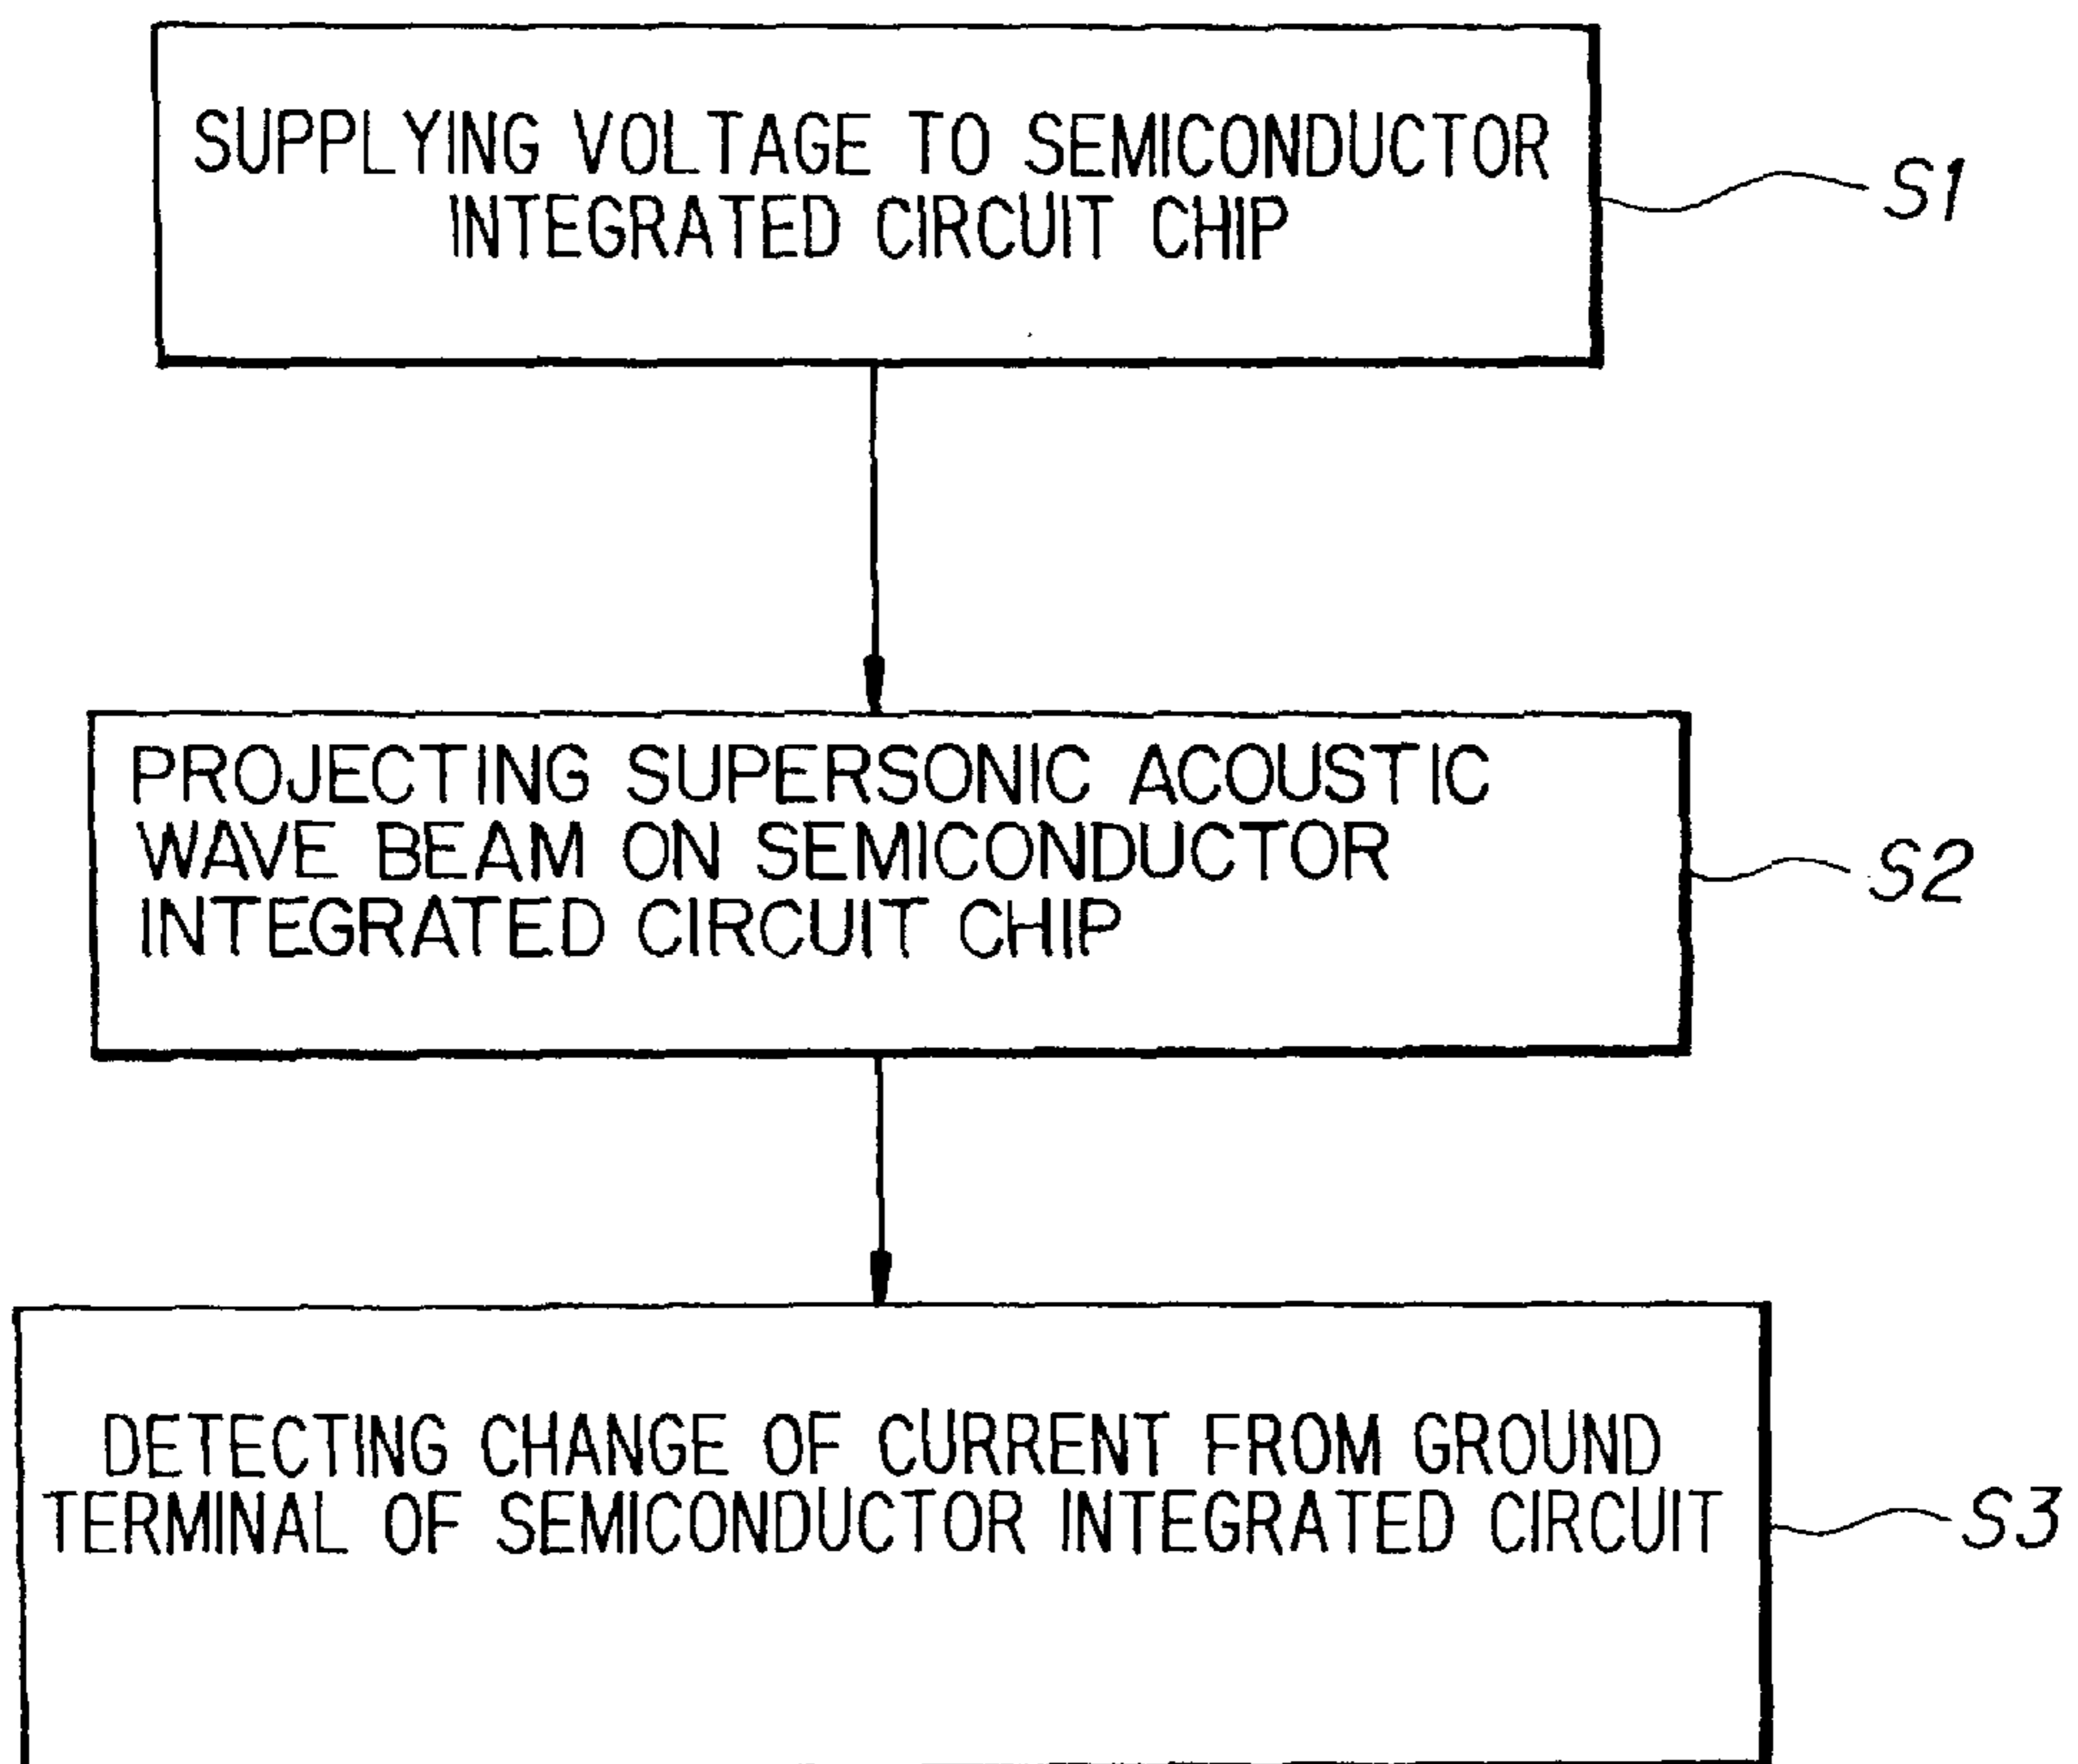 SUPPLYING VOLTAGE TO SEMICONDUCTOR
INTEGRATED CIRCUIT CHIP
S1
PROJECTING SUPERSONIC ACOUSTIC
WAVE BEAM ON SEMICONDUCTOR
INTEGRATED CIRCUIT CHIP
S2
DETECTING CHANGE OF CURRENT FROM GROUND
TERMINAL OF SEMICONDUCTOR INTEGRATED CIRCUIT
S3